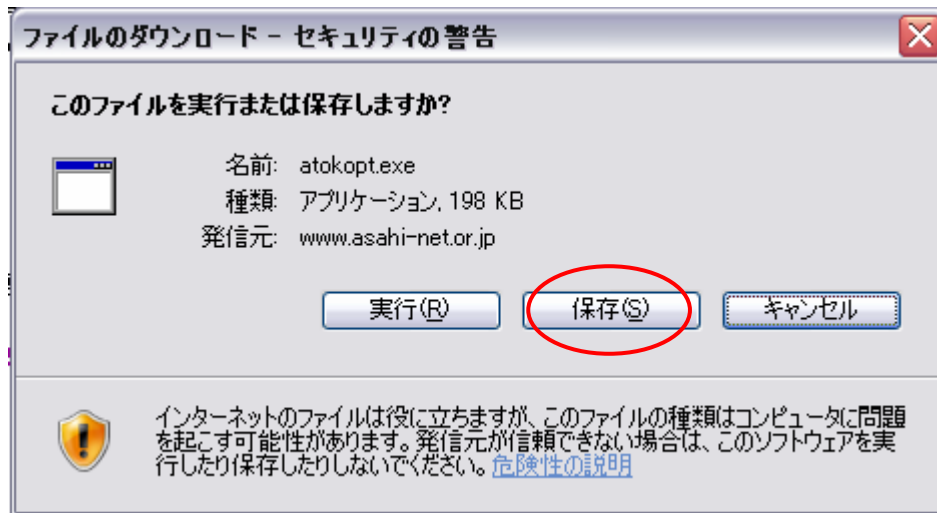 ファイルのダウンロード - セキュリティの警告
このファイルを実行または保存しますか?
名前: atokopt.exe
種類: アプリケーション, 198 KB
発信元: www.asahi-net.or.jp
実行(R) 保存(S) キャンセル
インターネットのファイルは役に立ちますが、このファイルの種類はコンピュータに問題
を起こす可能性があります。発信元が信頼できない場合は、このソフトウェアを実
行したり保存したりしないでください。危険性の説明